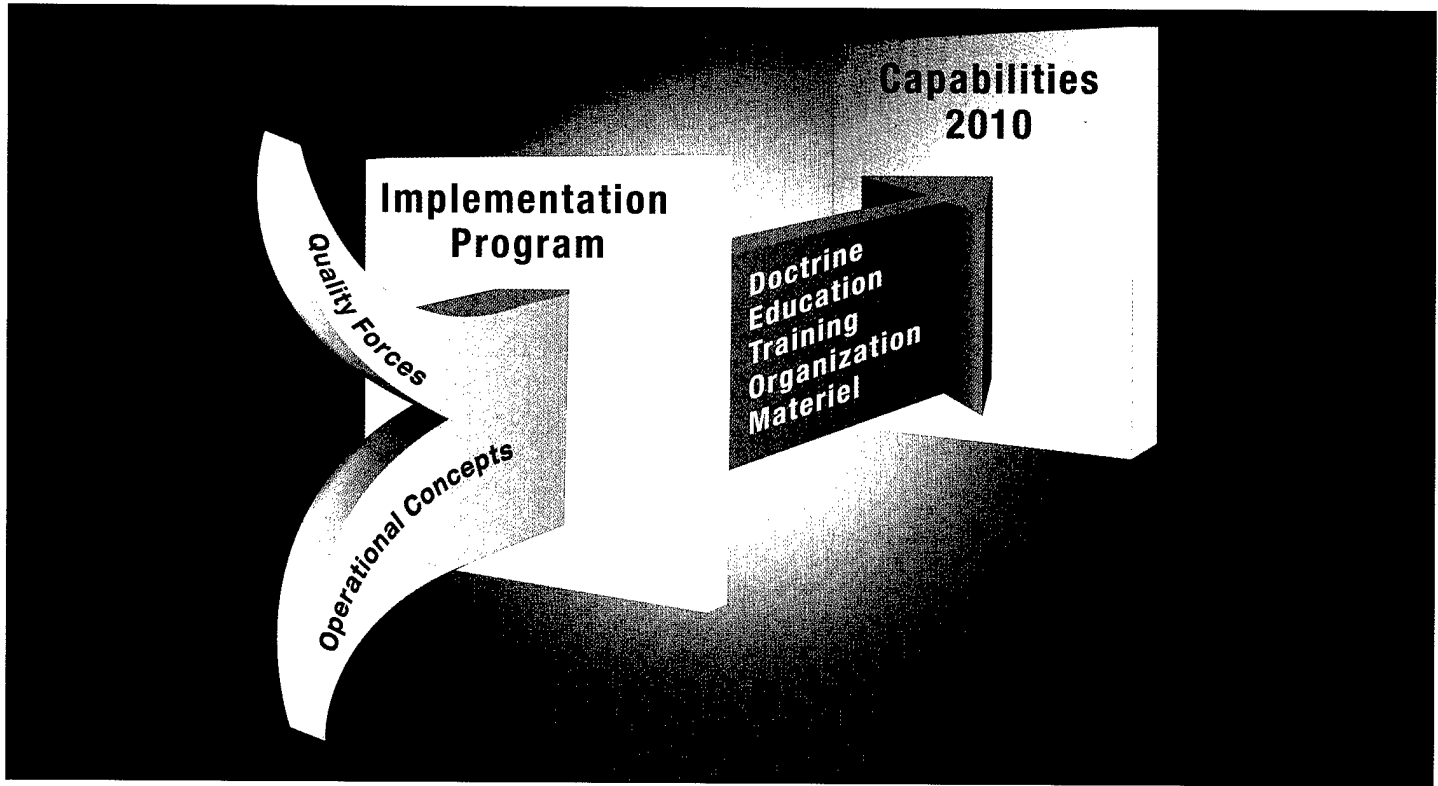 Quality Forces
Operational Concepts
Implementation
Program
Doctrine
Education
Training
Organization
Materiel
Capabilities
2010